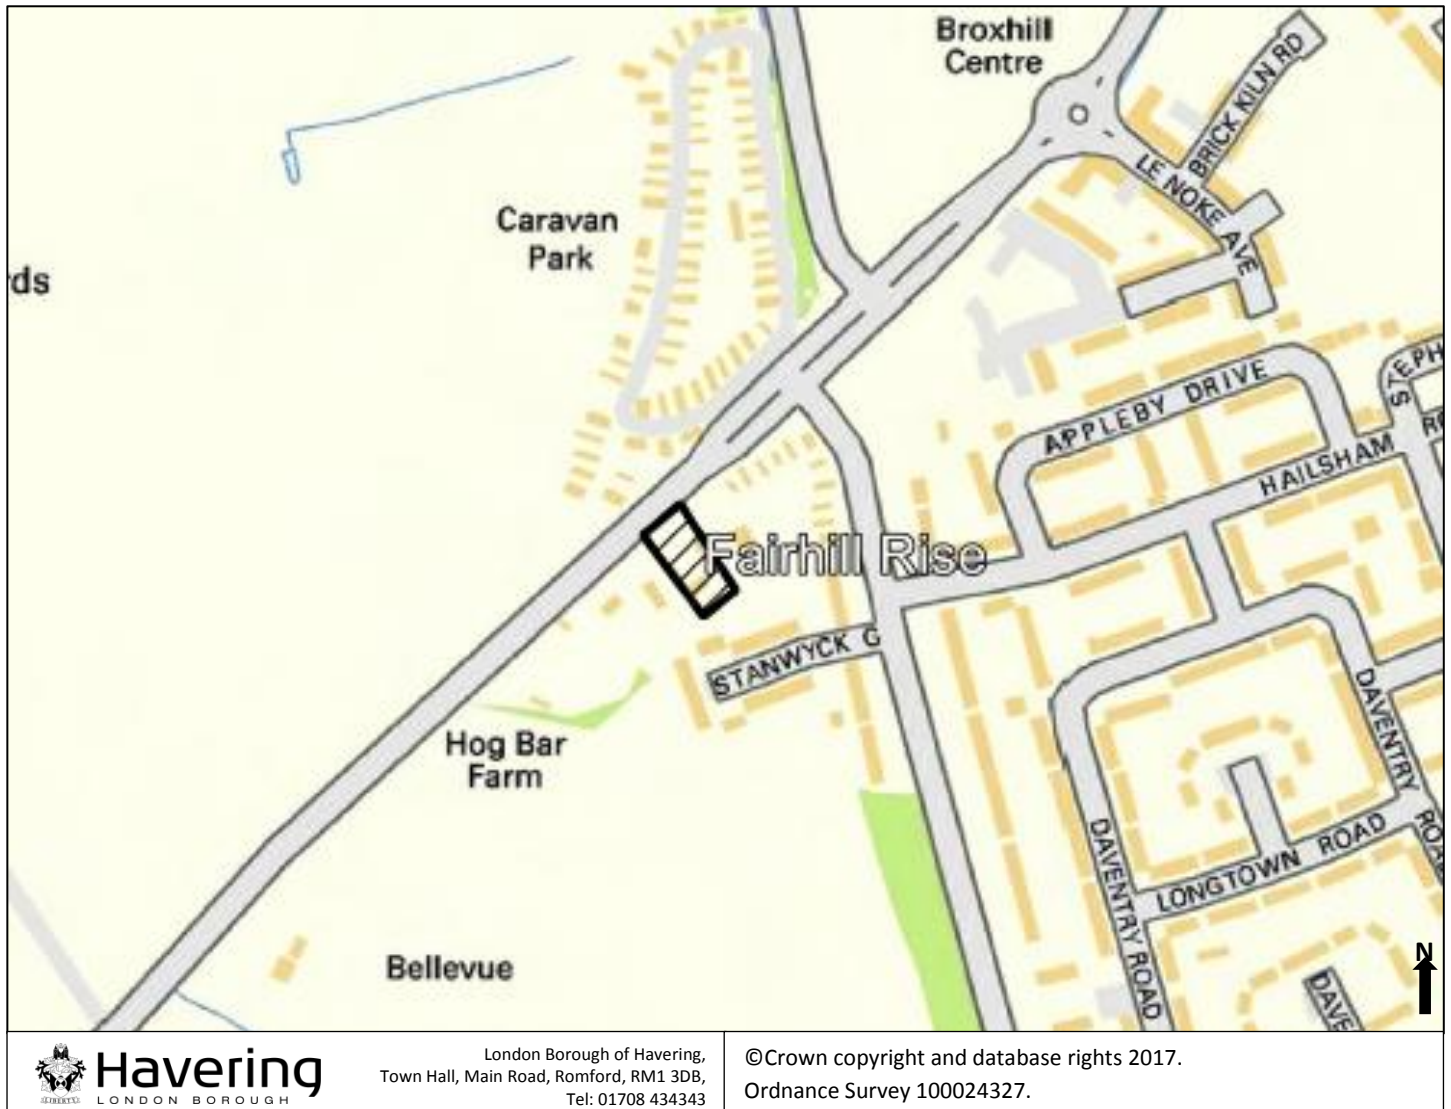 Broxhill
Centre
BRICK KILN RD
LE NOKE AVE
Caravan
Park
rds
APPLEBY DRIVE
STEPH
HAILSHAM
Fairhill Rise
STANWYCK G
DAVENTRY ROAD
Hog Bar
Farm
LONGTOWN ROAD
DAVENTRY ROAD
Bellevue
DAVE
N
Havering
LONDON BOROUGH
LIBERTY
London Borough of Havering,
Town Hall, Main Road, Romford, RM1 3DB,
Tel: 01708 434343
©Crown copyright and database rights 2017.
Ordnance Survey 100024327.